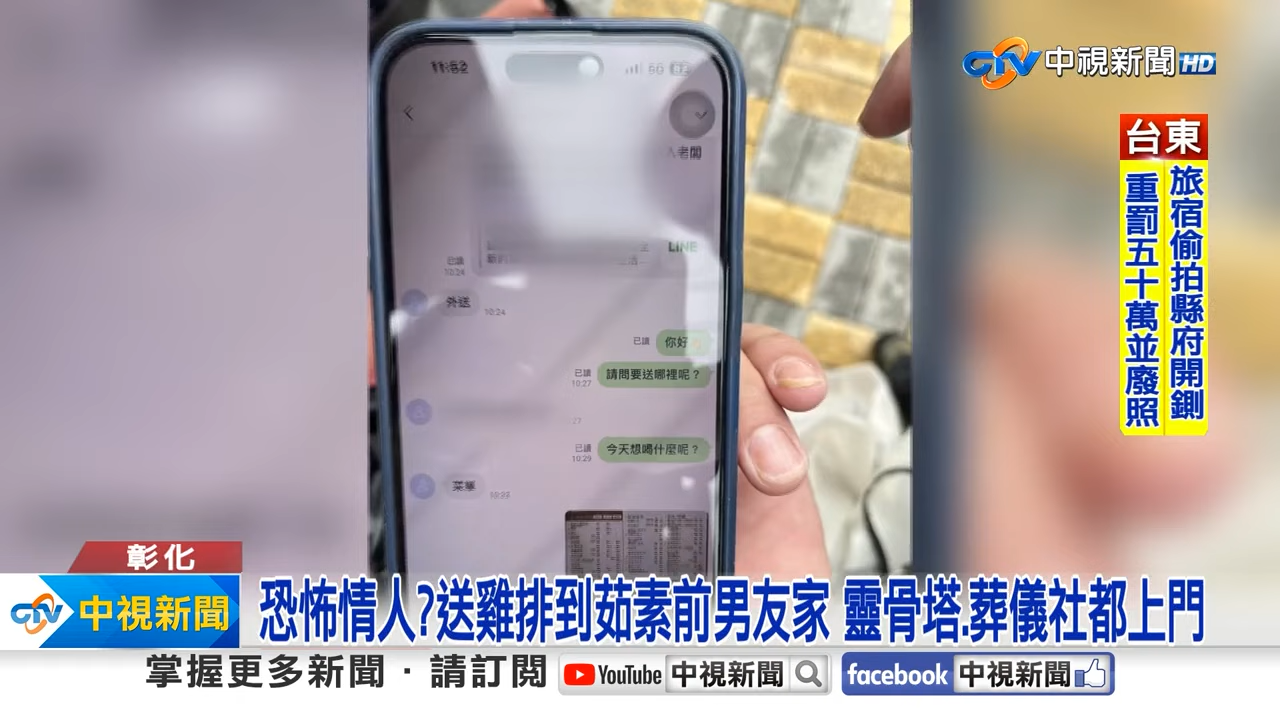 CTV 中視新聞 HD
台東
旅宿偷拍縣府開鍘
重罰五十萬並廢照
LINE
已讀
10:24
外送
10:24
已讀
你好
已讀
10:27
請問要送哪裡呢？
27
已讀
10:29
今天想喝什麼呢？
菜單
彰化
CTV 中視新聞
恐怖情人?送雞排到茹素前男友家 靈骨塔.葬儀社都上門
掌握更多新聞 · 請訂閱 YouTube 中視新聞 facebook 中視新聞